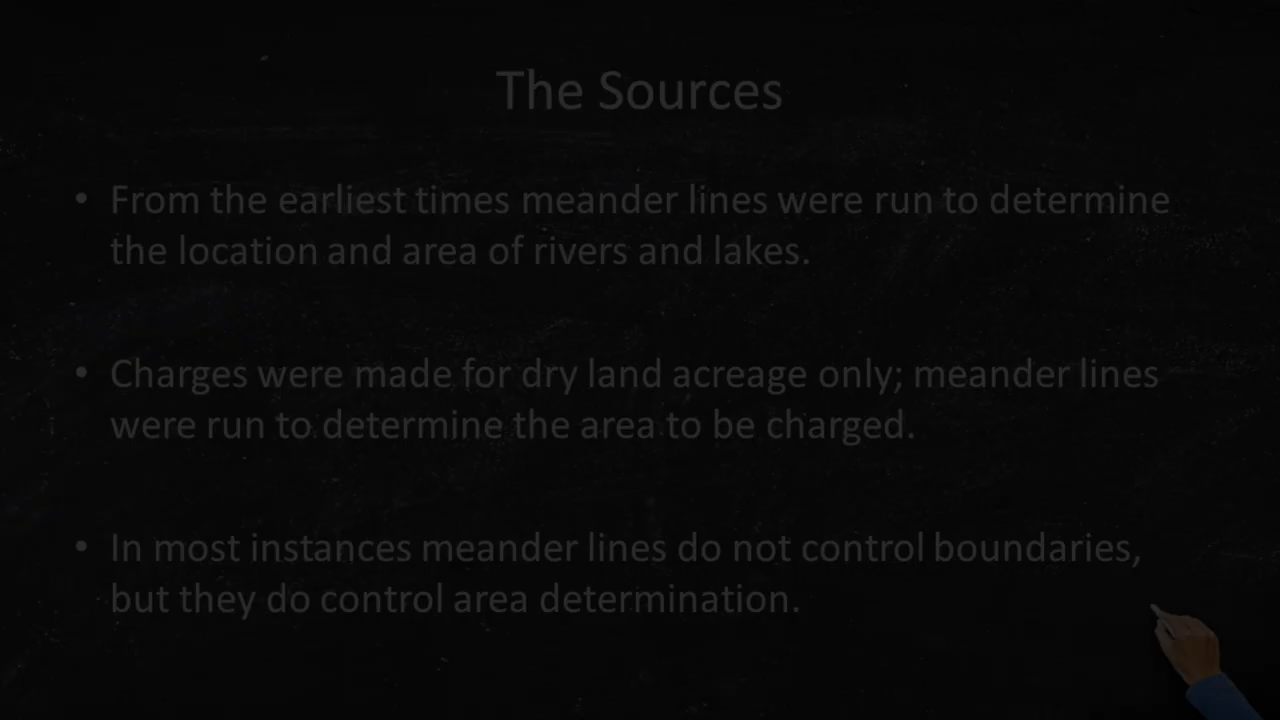 The Sources
• From the earliest times meander lines were run to determine
the location and area of rivers and lakes.
• Charges were made for dry land acreage only; meander lines
were run to determine the area to be charged.
• In most instances meander lines do not control boundaries,
but they do control area determination.